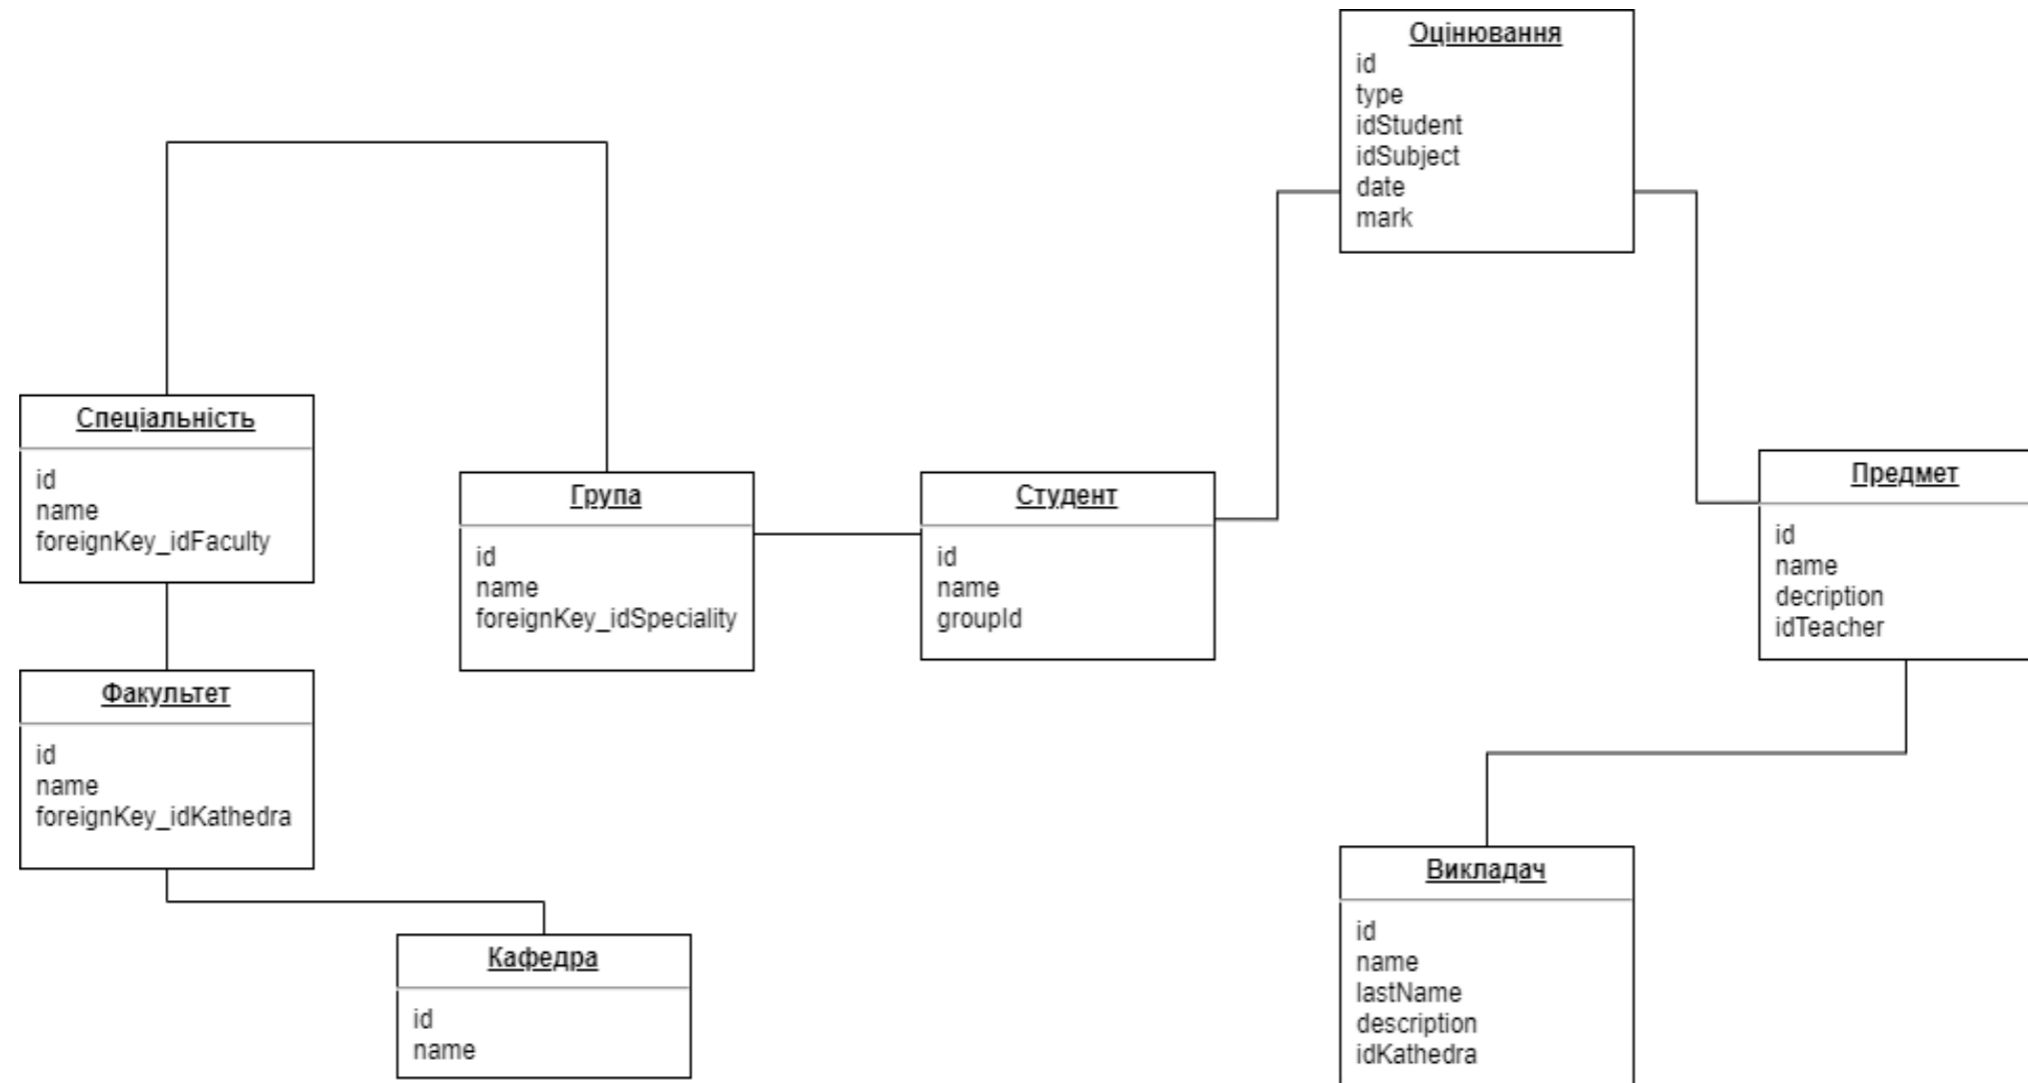 Оцінювання
id
type
idStudent
idSubject
date
mark
Спеціальність
id
name
foreignKey_idFaculty
Група
id
name
foreignKey_idSpeciality
Студент
id
name
groupId
Предмет
id
name
decription
idTeacher
Факультет
id
name
foreignKey_idKathedra
Викладач
id
name
lastName
description
idKathedra
Кафедра
id
name